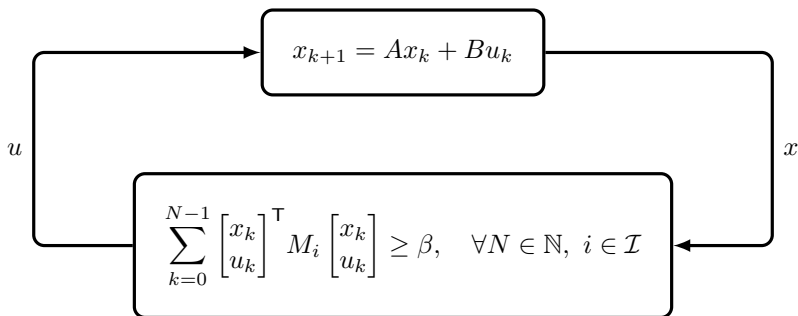 $x_{k+1} = Ax_k + Bu_k$
$u$
$x$
$\sum_{k=0}^{N-1} \begin{bmatrix} x_k \\ u_k \end{bmatrix}^{\mathsf{T}} M_i \begin{bmatrix} x_k \\ u_k \end{bmatrix} \geq \beta, \quad \forall N \in \mathbb{N},\ i \in \mathcal{I}$